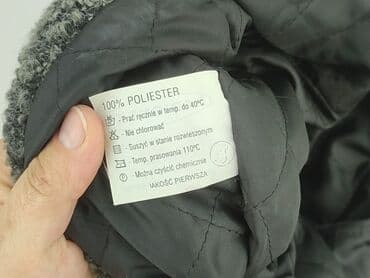 100% POLIESTER
- Prać ręcznie w temp. do 40°C
- Nie chlorować
- Suszyć w stanie rozwieszonym
- Temp. prasowania 110°C
- Można czyścić chemicznie
JAKOŚĆ PIERWSZA